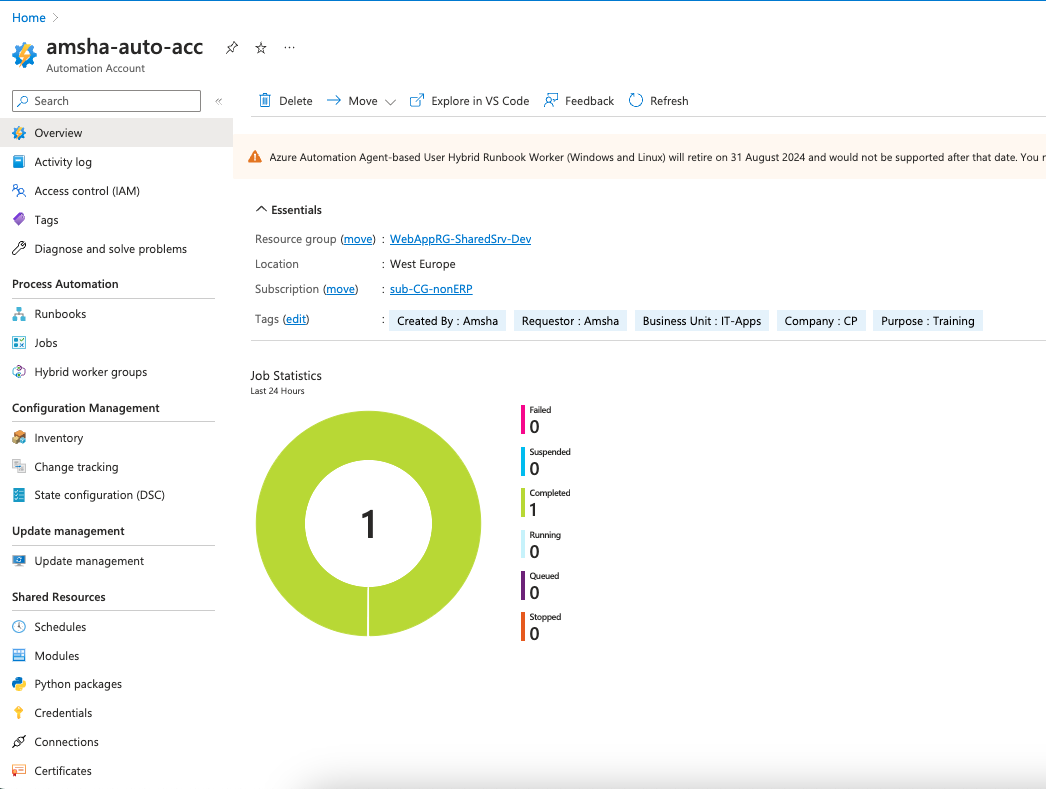 Home
amsha-auto-acc
Automation Account
Search
Overview
Activity log
Access control (IAM)
Tags
Diagnose and solve problems
Process Automation
Runbooks
Jobs
Hybrid worker groups
Configuration Management
Inventory
Change tracking
State configuration (DSC)
Update management
Update management
Shared Resources
Schedules
Modules
Python packages
Credentials
Connections
Certificates
Delete Move Explore in VS Code Feedback Refresh
Azure Automation Agent-based User Hybrid Runbook Worker (Windows and Linux) will retire on 31 August 2024 and would not be supported after that date. You
Essentials
Resource group (move) : WebAppRG-SharedSrv-Dev
Location : West Europe
Subscription (move) : sub-CG-nonERP
Tags (edit) : Created By : Amsha Requestor : Amsha Business Unit : IT-Apps Company : CP Purpose : Training
Job Statistics
Last 24 Hours
1
Failed
0
Suspended
0
Completed
1
Running
0
Queued
0
Stopped
0